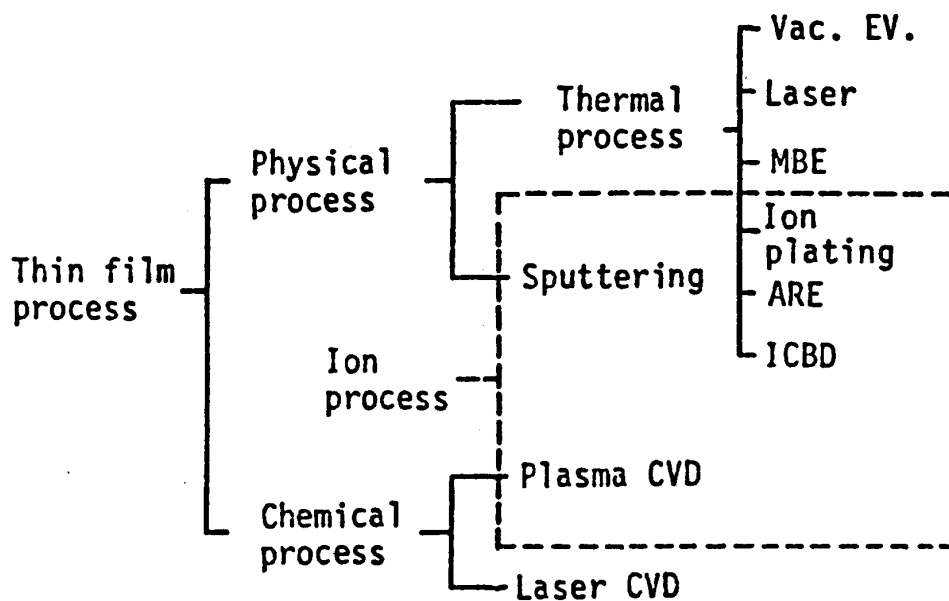 Vac. EV.
Laser
Thermal
process
MBE
Physical
process
Ion
plating
Thin film
process
Sputtering
ARE
Ion
process
ICBD
Plasma CVD
Chemical
process
Laser CVD